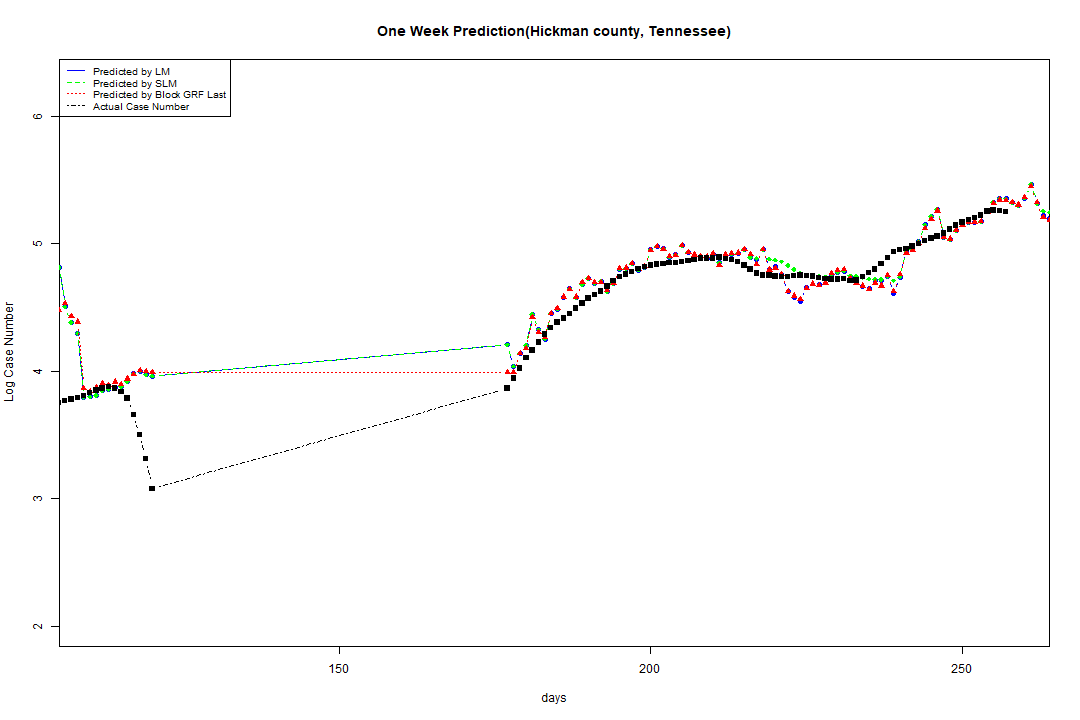 One Week Prediction(Hickman county, Tennessee)
Predicted by LM
Predicted by SLM
Predicted by Block GRF Last
Actual Case Number
6
5
4
3
2
Log Case Number
150
200
250
days